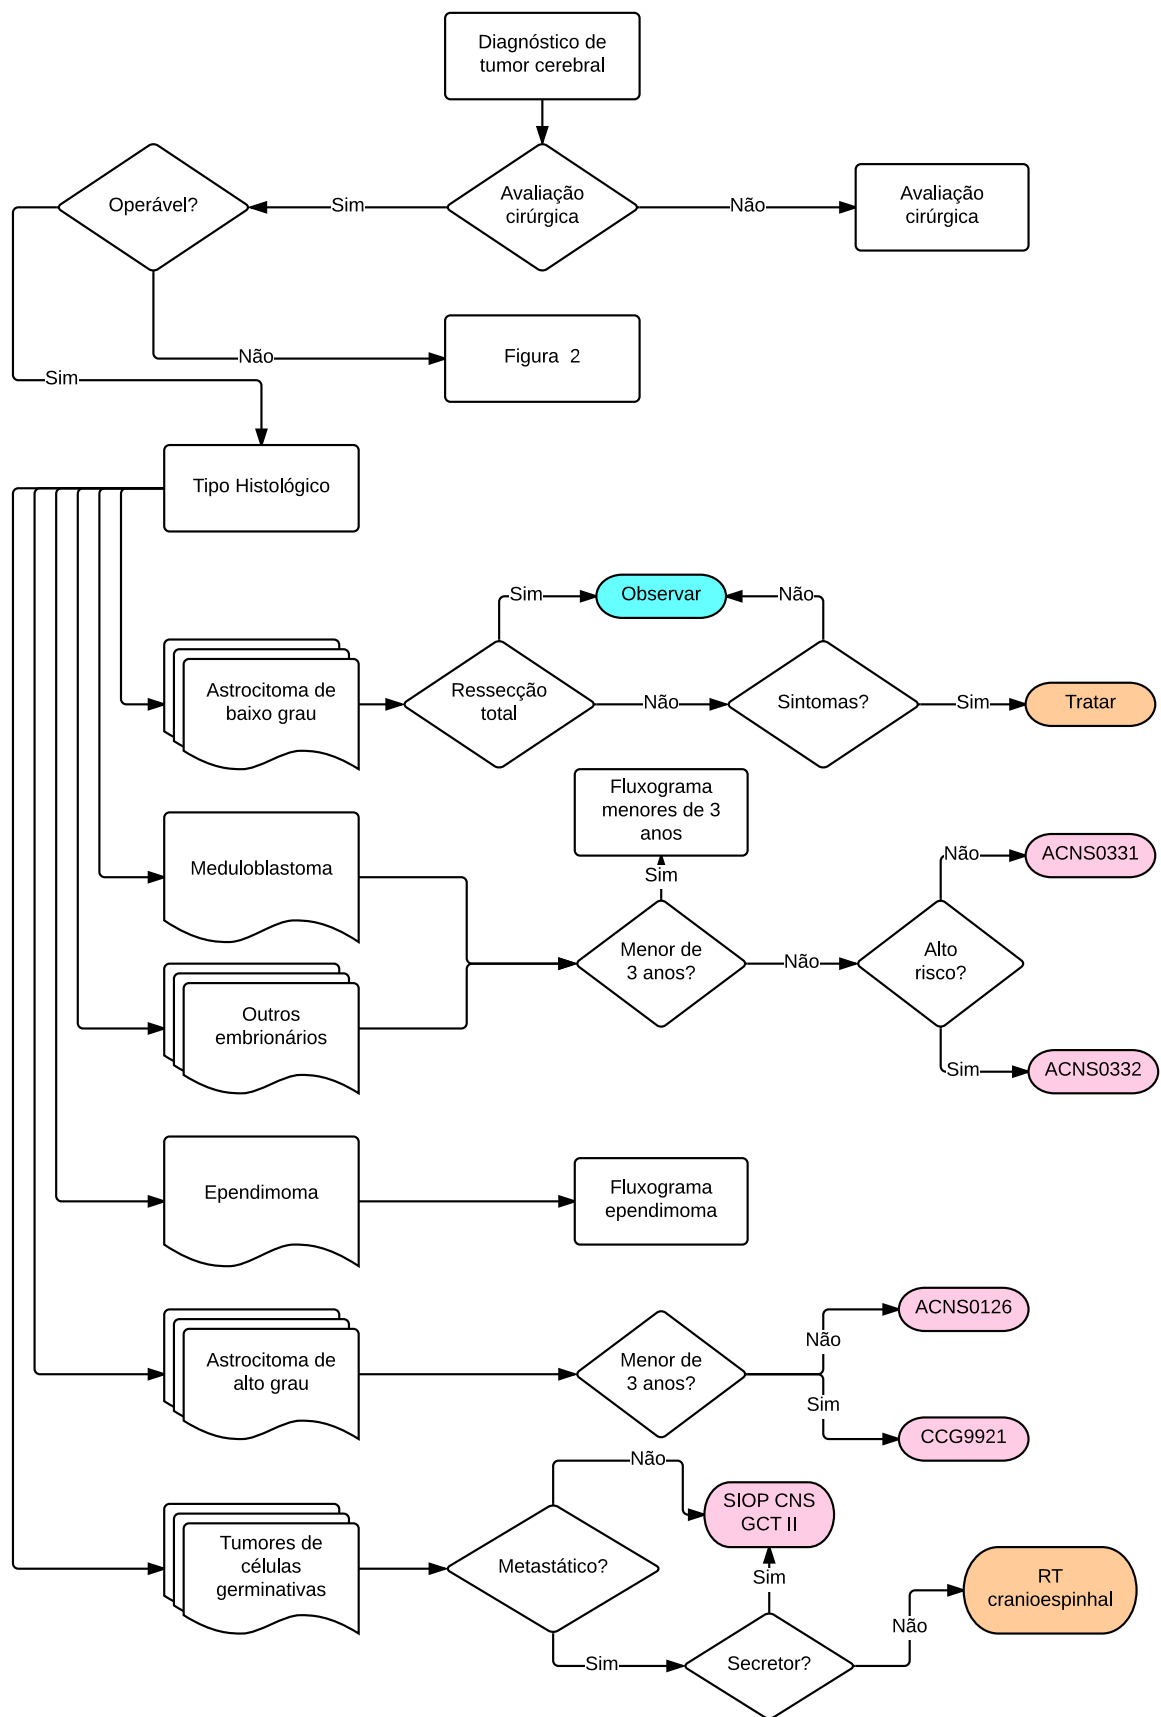 Diagnóstico de
tumor cerebral
Operável?
Sim
Avaliação
cirúrgica
Não
Avaliação
cirúrgica
Não
Figura 2
Sim
Tipo Histológico
Sim
Observar
Não
Astrocitoma de
baixo grau
Ressecção
total
Não
Sintomas?
Sim
Tratar
Fluxograma
menores de 3
anos
Meduloblastoma
Sim
Não
ACNS0331
Menor de
3 anos?
Não
Alto
risco?
Outros
embrionários
Sim
ACNS0332
Ependimoma
Fluxograma
ependimoma
Astrocitoma de
alto grau
Menor de
3 anos?
Não
ACNS0126
Sim
CCG9921
Não
SIOP CNS
GCT II
Tumores de
células
germinativas
Metastático?
Sim
Sim
Secretor?
Não
RT
cranioespinhal